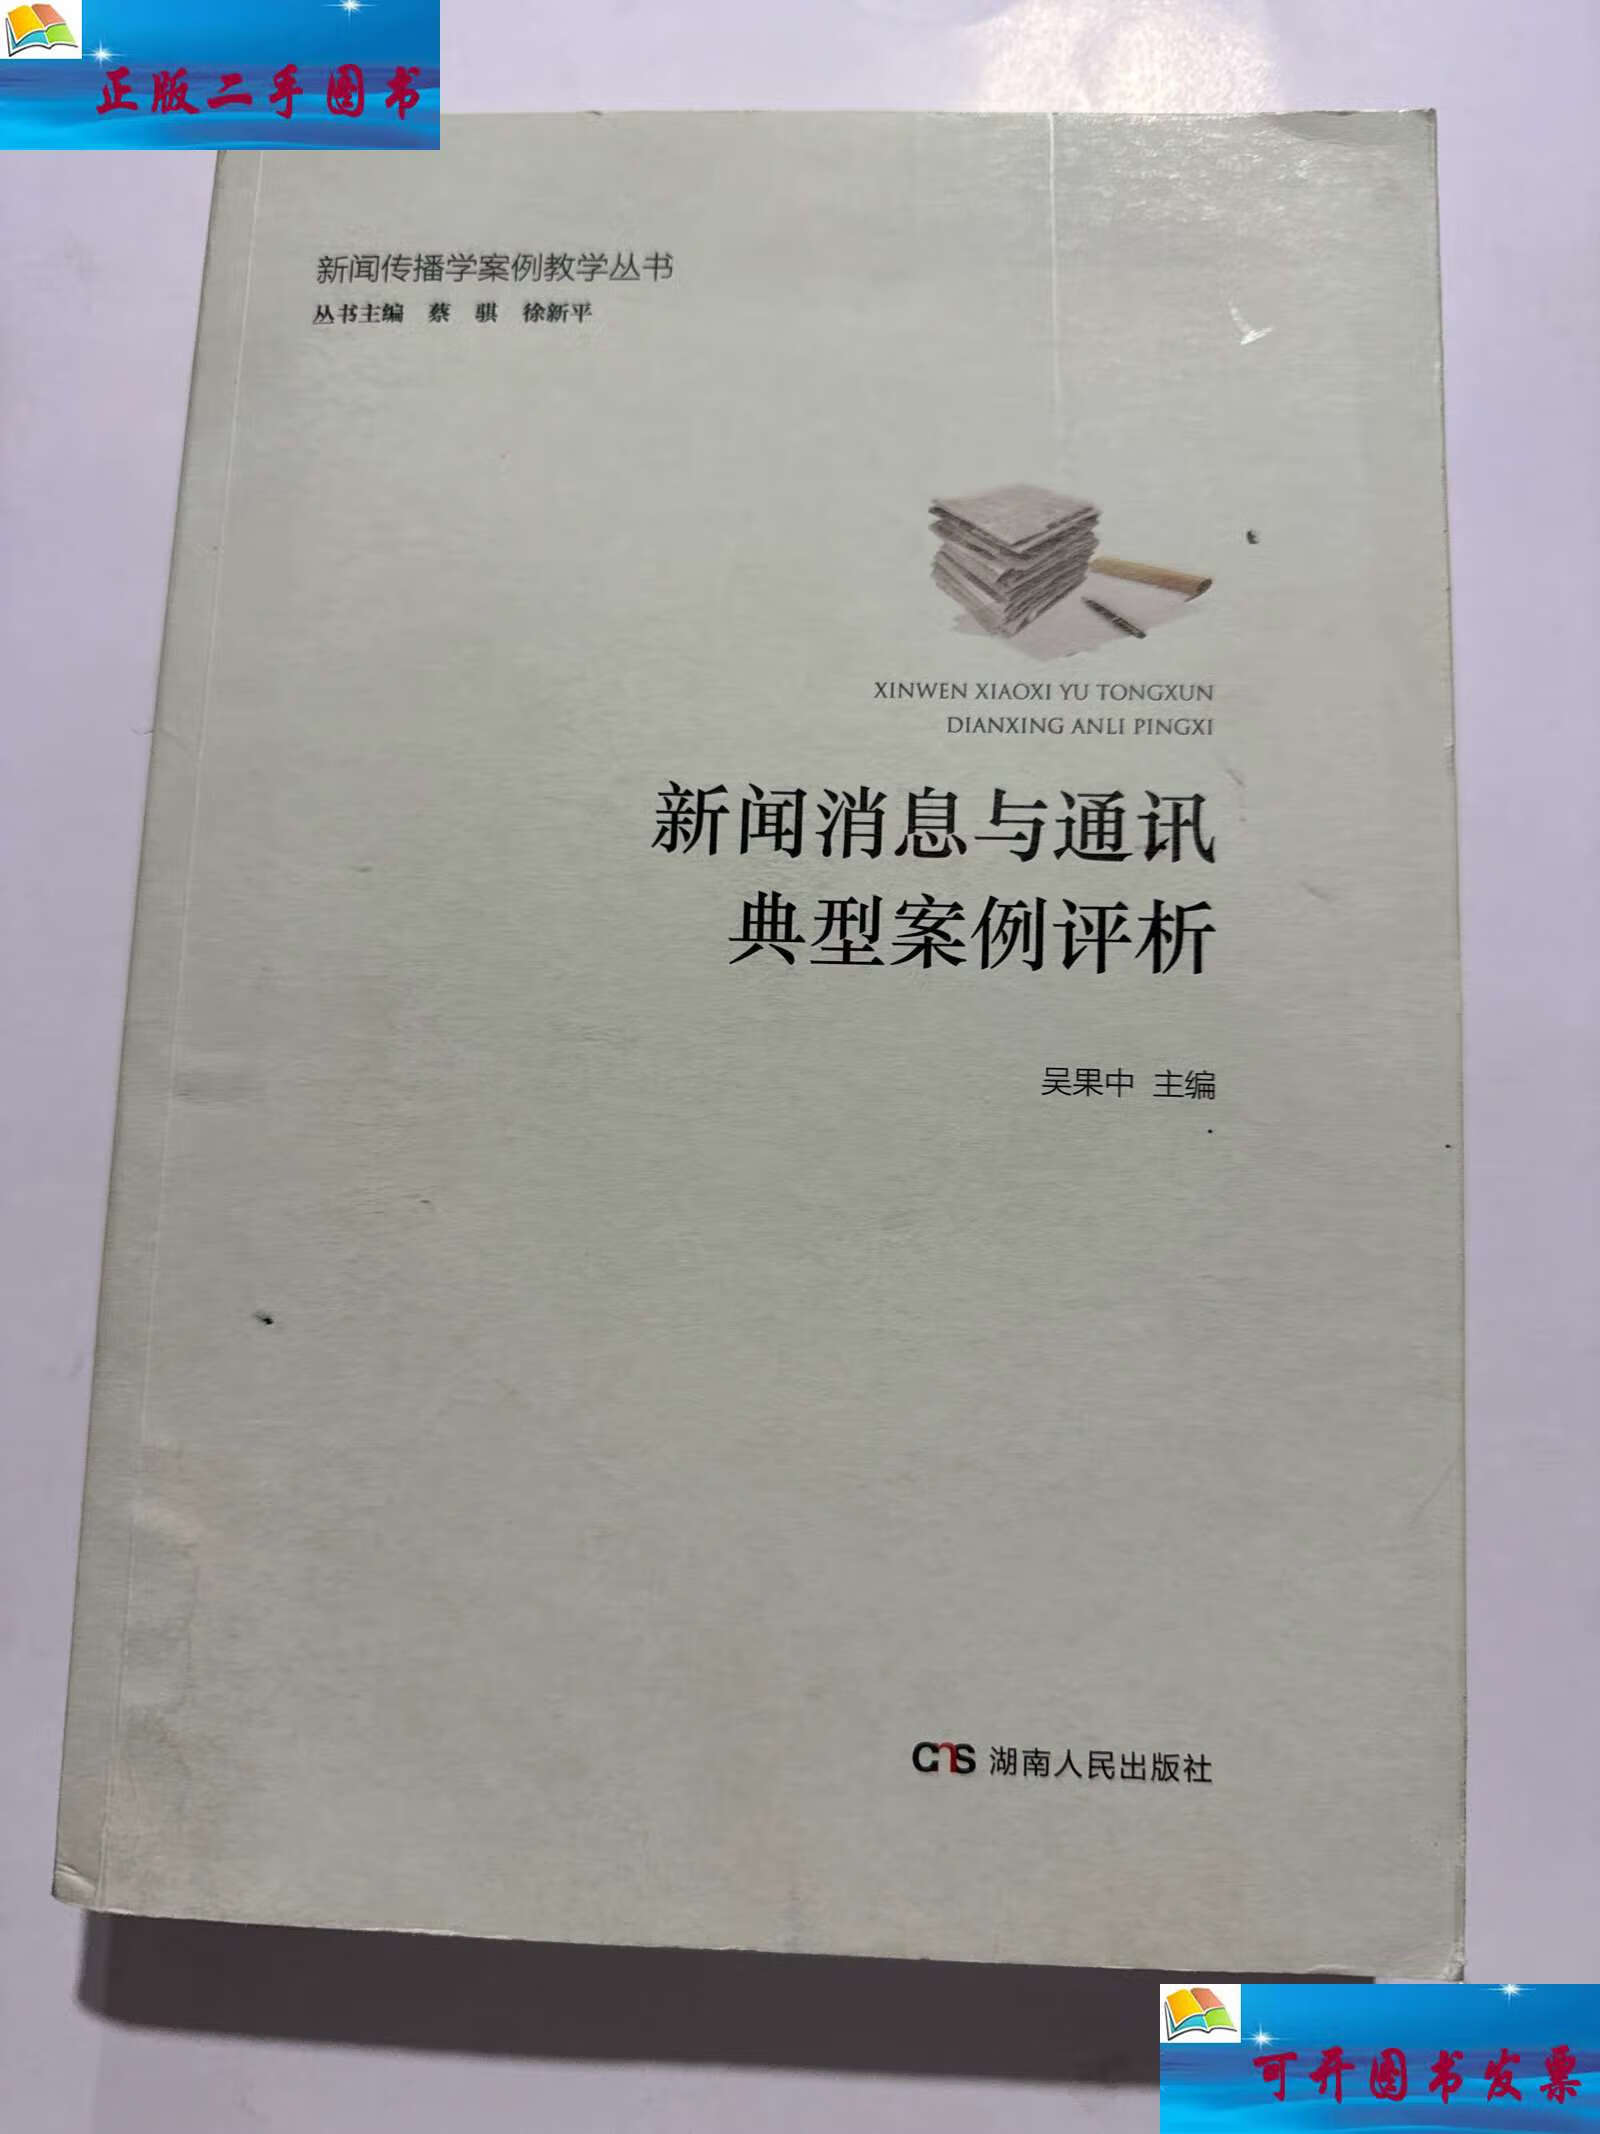 正版二手图书
新闻传播学案例教学丛书
丛书主编 蔡 骐 徐新平
XINWEN XIAOXI YU TONGXUN
DIANXING ANLI PINGXI
新闻消息与通讯
典型案例评析
吴果中 主编
CNS 湖南人民出版社
可开图书发票